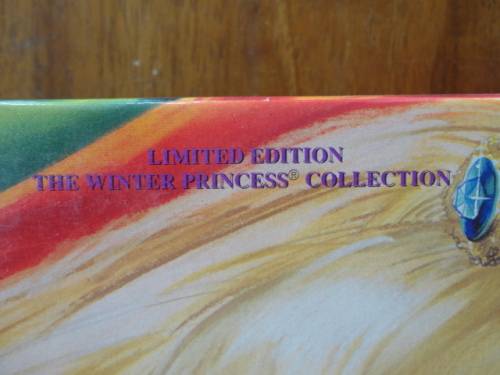 LIMITED EDITION
THE WINTER PRINCESS® COLLECTION